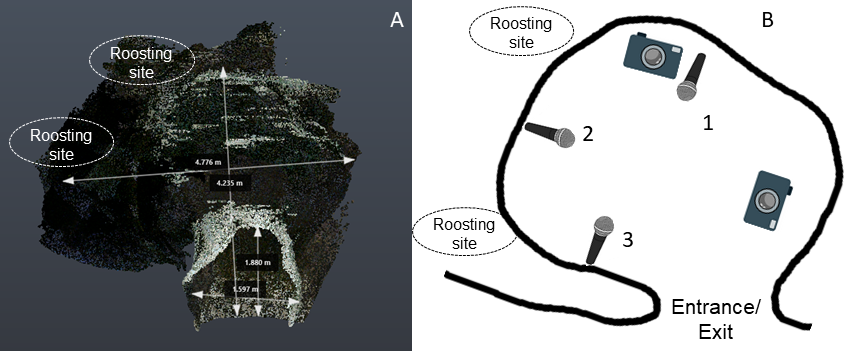 A
Roosting
site
Roosting
site
4.776 m
4.235 m
1.880 m
1.597 m
B
Roosting
site
1
2
Roosting
site
3
Entrance/
Exit